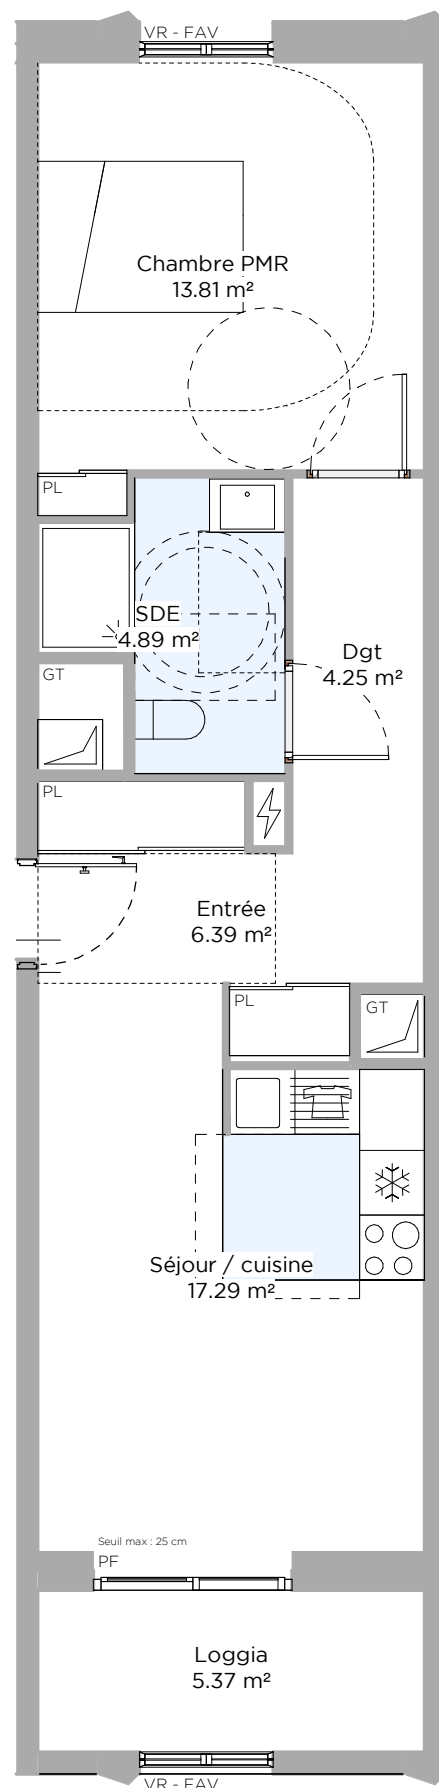 VR - FAV
Chambre PMR
13.81 m²
PL
SDE
4.89 m²
GT
Dgt
4.25 m²
PL
Entrée
6.39 m²
PL
GT
Séjour / cuisine
17.29 m²
Seuil max : 25 cm
PF
Loggia
5.37 m²
VR - FAV